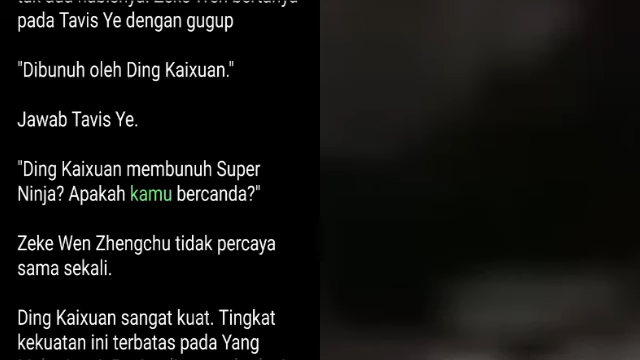 pada Tavis Ye dengan gugup
"Dibunuh oleh Ding Kaixuan."
Jawab Tavis Ye.
"Ding Kaixuan membunuh Super
Ninja? Apakah kamu bercanda?"
Zeke Wen Zhengchu tidak percaya
sama sekali.
Ding Kaixuan sangat kuat. Tingkat
kekuatan ini terbatas pada Yang